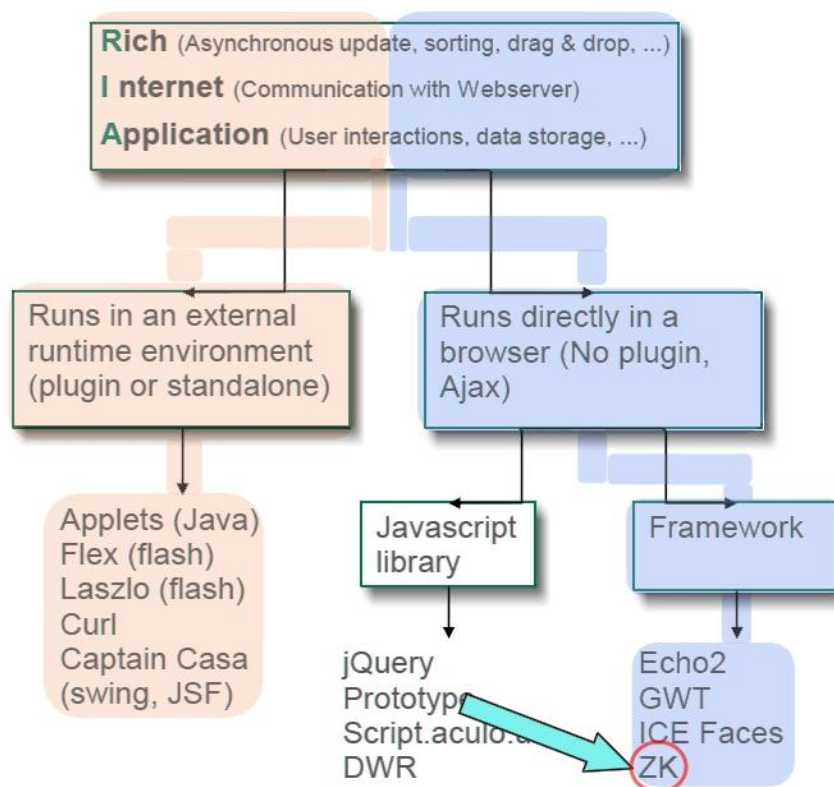 Rich (Asynchronous update, sorting, drag & drop, ...)
I nternet (Communication with Webserver)
Application (User interactions, data storage, ...)
Runs in an external
runtime environment
(plugin or standalone)
Runs directly in a
browser (No plugin,
Ajax)
Applets (Java)
Flex (flash)
Laszlo (flash)
Curl
Captain Casa
(swing, JSF)
Javascript
library
Framework
jQuery
Prototype
DWR
Echo2
GWT
ICE Faces
ZK